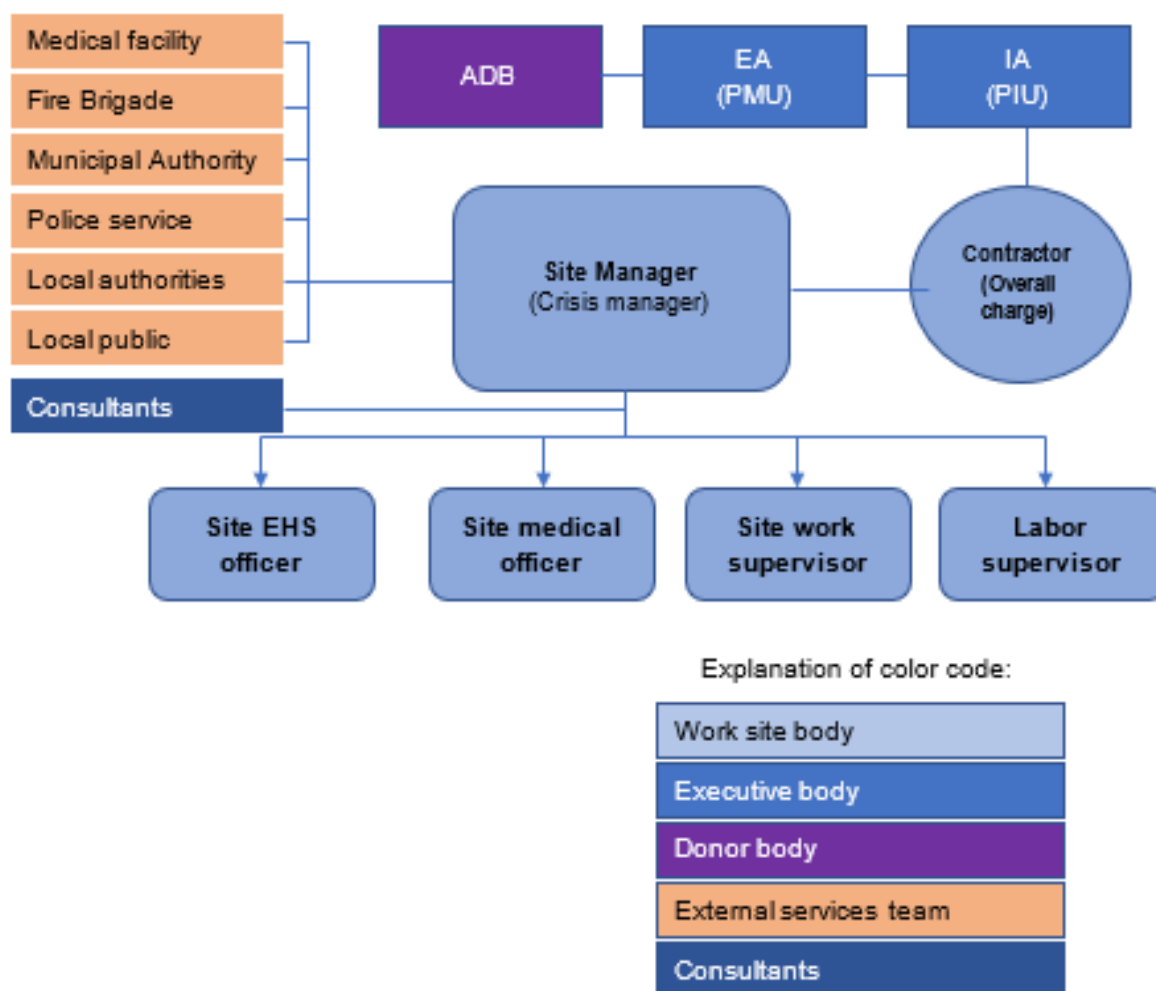 Medical facility
Fire Brigade
Municipal Authority
Police service
Local authorities
Local public
Consultants
ADB
EA
(PMU)
IA
(PIU)
Site Manager
(Crisis manager)
Contractor
(Overall
charge)
Site EHS
officer
Site medical
officer
Site work
supervisor
Labor
supervisor
Explanation of color code:
Work site body
Executive body
Donor body
External services team
Consultants